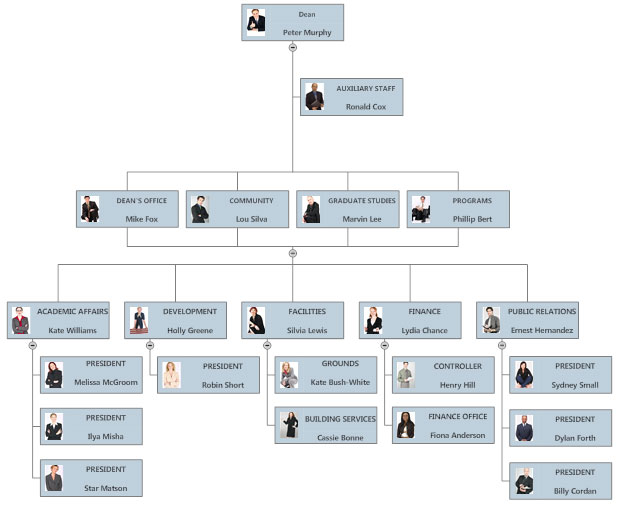 Dean
Peter Murphy
AUXILIARY STAFF
Ronald Cox
DEAN`S OFFICE
Mike Fox
COMMUNITY
Lou Silva
GRADUATE STUDIES
Marvin Lee
PROGRAMS
Phillip Bert
ACADEMIC AFFAIRS
Kate Williams
DEVELOPMENT
Holly Greene
FACILITIES
Silvia Lewis
FINANCE
Lydia Chance
PUBLIC RELATIONS
Ernest Hernandez
PRESIDENT
Melissa McGroom
PRESIDENT
Robin Short
GROUNDS
Kate Bush-White
CONTROLLER
Henry Hill
PRESIDENT
Sydney Small
PRESIDENT
Ilya Misha
BUILDING SERVICES
Cassie Bonne
FINANCE OFFICE
Fiona Anderson
PRESIDENT
Dylan Forth
PRESIDENT
Star Matson
PRESIDENT
Billy Cordan